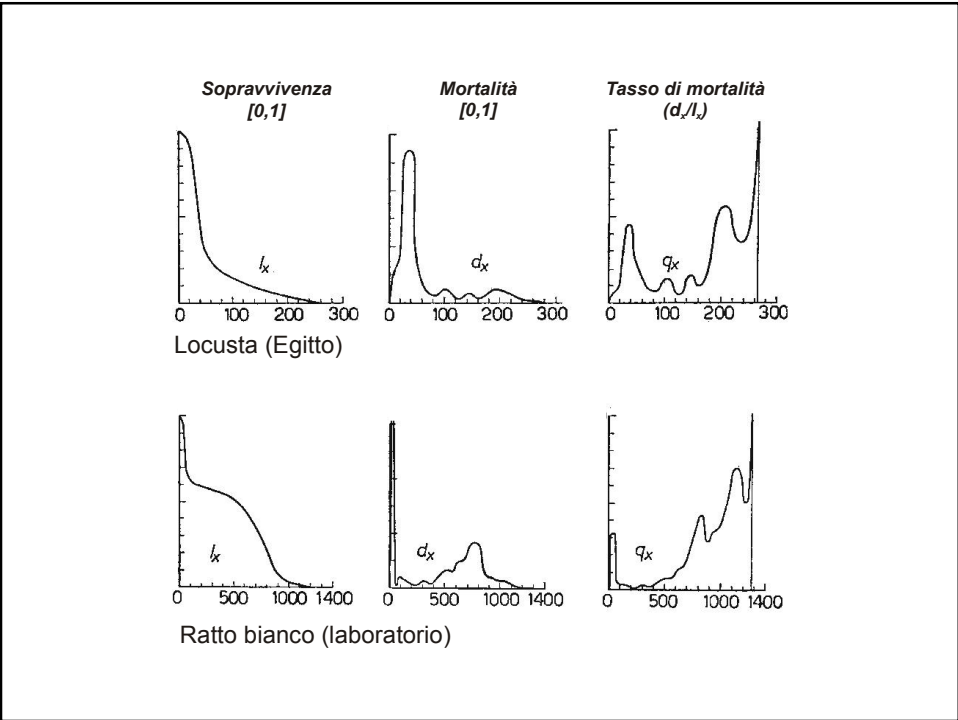 Sopravvivenza
[0,1]
Mortalità
[0,1]
Tasso di mortalità
(dx/lx)
lx
dx
qx
0 100 200 300
0 100 200 300
0 100 200 300
Locusta (Egitto)
lx
dx
qx
0 500 1000 1400
0 500 1000 1400
0 500 1000 1400
Ratto bianco (laboratorio)